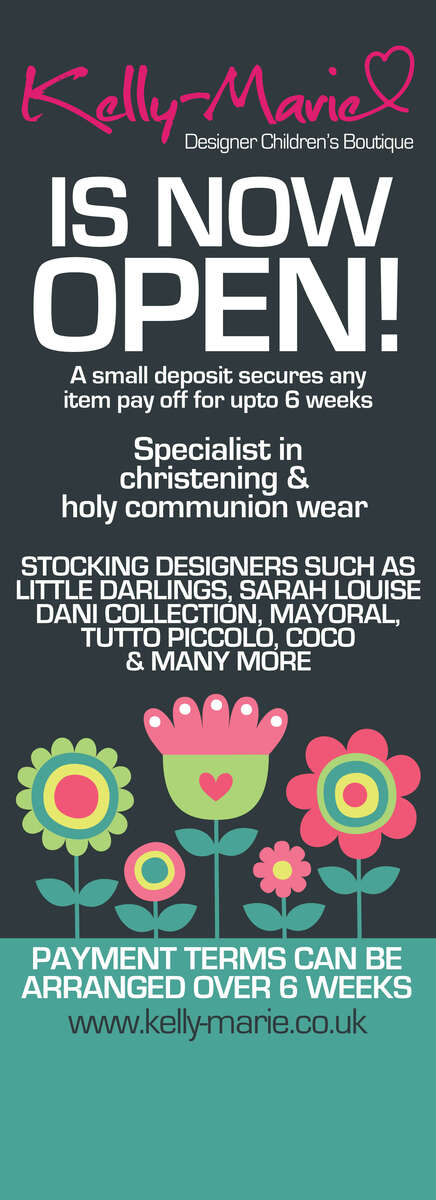 Kelly-Marie
Designer Children's Boutique
IS NOW
OPEN!
A small deposit secures any
item pay off for upto 6 weeks
Specialist in
christening &
holy communion wear
STOCKING DESIGNERS SUCH AS
LITTLE DARLINGS, SARAH LOUISE
DANI COLLECTION, MAYORAL,
TUTTO PICCOLO, COCO
& MANY MORE
PAYMENT TERMS CAN BE
ARRANGED OVER 6 WEEKS
www.kelly-marie.co.uk